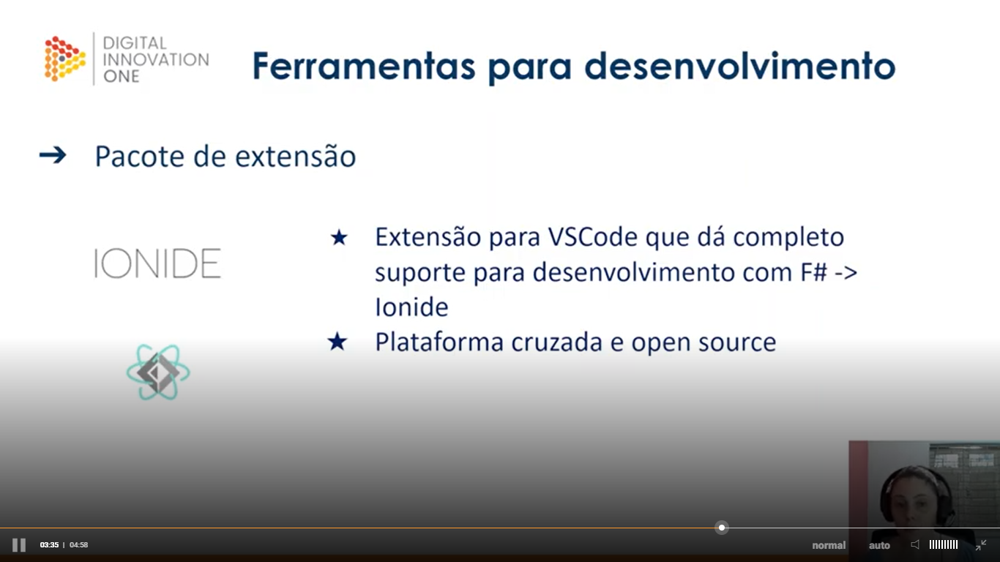 DIGITAL
INNOVATION
ONE
Ferramentas para desenvolvimento
➔ Pacote de extensão
IONIDE
★ Extensão para VSCode que dá completo
suporte para desenvolvimento com F# ->
Ionide
★ Plataforma cruzada e open source
03:35 | 04:58
normal
auto